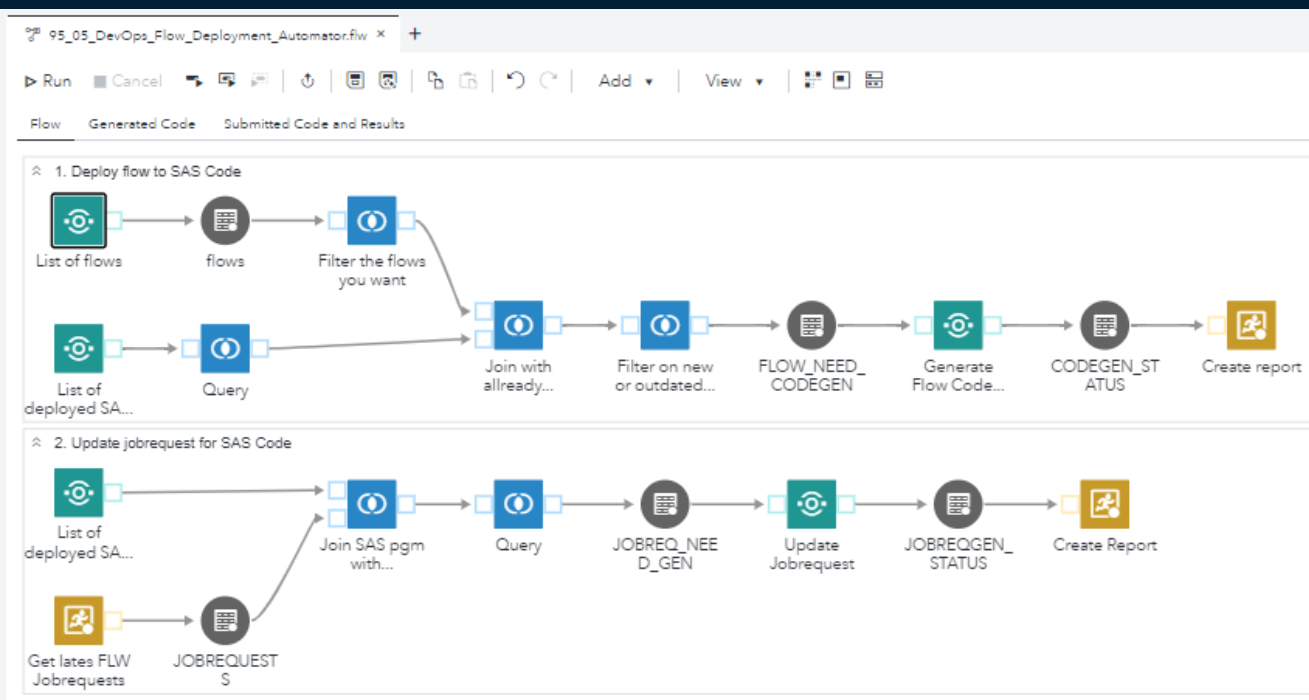 95_05_DevOps_Flow_Deployment_Automator.flw × +
Run Cancel Add View
Flow Generated Code Submitted Code and Results
1. Deploy flow to SAS Code
List of flows
flows
Filter the flows
you want
List of
deployed SA...
Query
Join with
allready...
Filter on new
or outdated...
FLOW_NEED_
CODEGEN
Generate
Flow Code...
CODEGEN_ST
ATUS
Create report
2. Update jobrequest for SAS Code
List of
deployed SA...
Join SAS pgm
with...
Query
JOBREQ_NEE
D_GEN
Update
Jobrequest
JOBREQGEN_
STATUS
Create Report
Get lates FLW
Jobrequests
JOBREQUEST
S